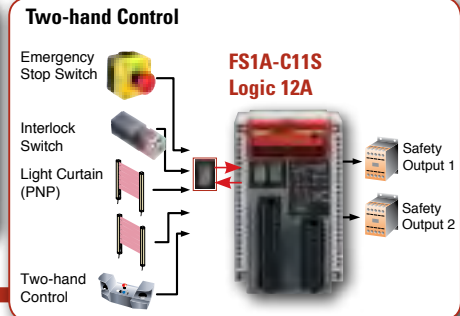 Two-hand Control
Emergency
Stop Switch
FS1A-C11S
Logic 12A
Interlock
Switch
Light Curtain
(PNP)
Safety
Output 1
Safety
Output 2
Two-hand
Control